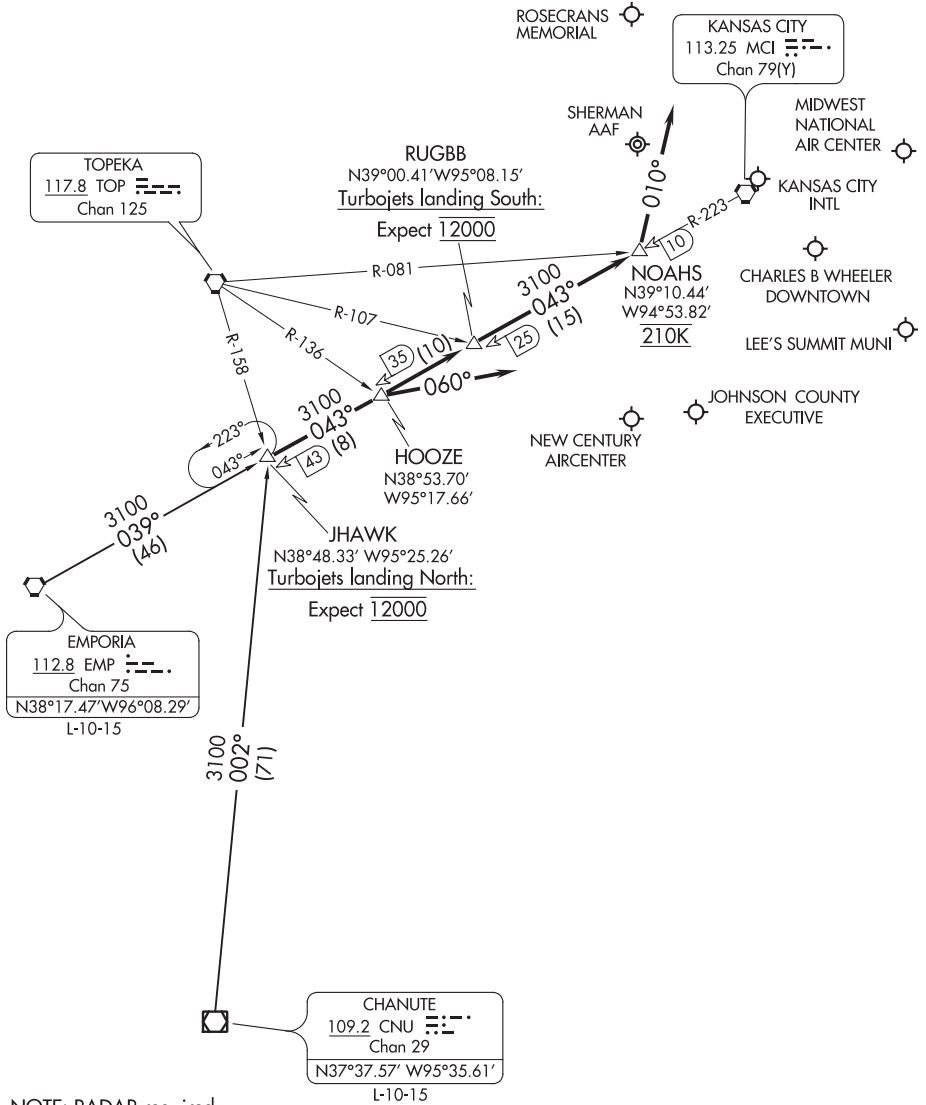 ROSECRANS
MEMORIAL
KANSAS CITY
113.25 MCI
Chan 79(Y)
SHERMAN
AAF
MIDWEST
NATIONAL
AIR CENTER
RUGBB
N39°00.41'W95°08.15'
Turbojets landing South:
Expect 12000
TOPEKA
117.8 TOP
Chan 125
010°
R-223
10
KANSAS CITY
INTL
R-081
NOAHS
N39°10.44'
W94°53.82'
210K
CHARLES B WHEELER
DOWNTOWN
3100
043°
(15)
25
R-107
R-136
R-158
35
(10)
LEE'S SUMMIT MUNI
060°
3100
043°
(8)
43
JOHNSON COUNTY
EXECUTIVE
NEW CENTURY
AIRCENTER
HOOZE
N38°53.70'
W95°17.66'
223°
043°
3100
039°
(46)
JHAWK
N38°48.33' W95°25.26'
Turbojets landing North:
Expect 12000
EMPORIA
112.8 EMP
Chan 75
N38°17.47'W96°08.29'
L-10-15
3100
002°
(71)
CHANUTE
109.2 CNU
Chan 29
N37°37.57' W95°35.61'
L-10-15